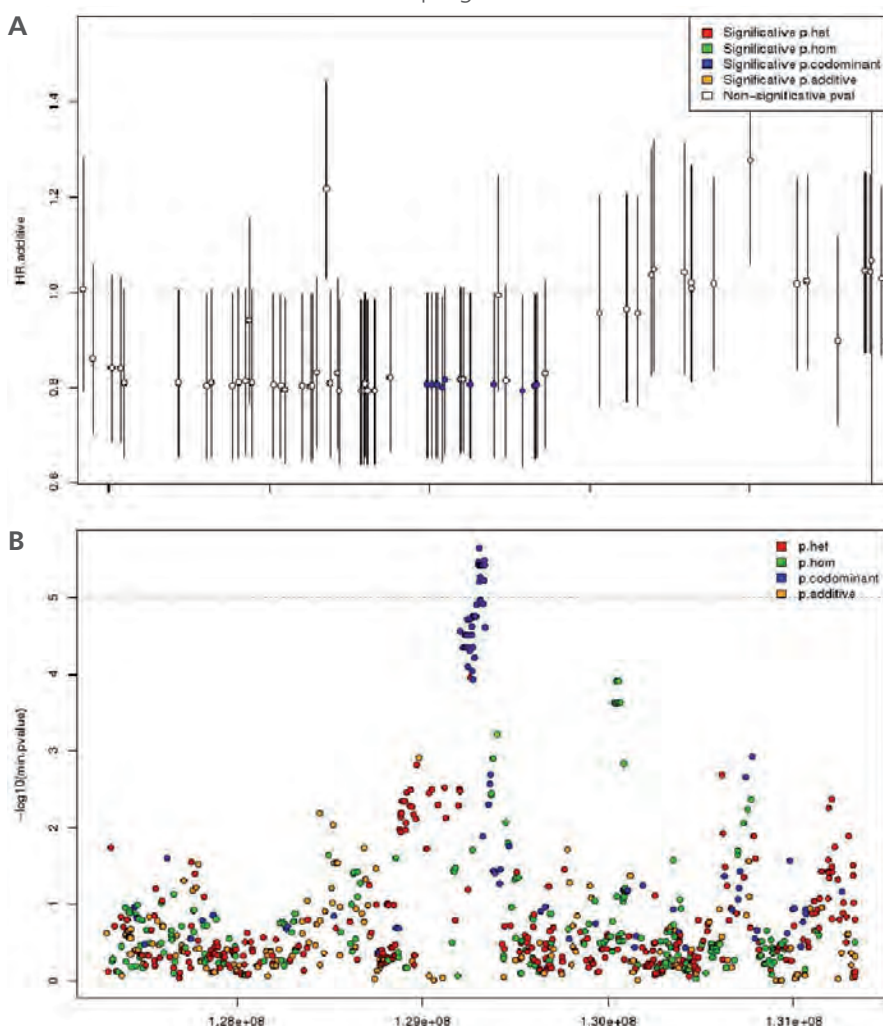 A
Significative p.het
Significative p.hom
Significative p.codominant
Significative p.additive
Non-significative pval
HR.additive
1.4
1.2
1.0
0.8
0.6
B
p.het
p.hom
p.codominant
p.additive
-log10(min.pvalue)
5
4
3
2
1
0
1.28e+08
1.29e+08
1.30e+08
1.31e+08